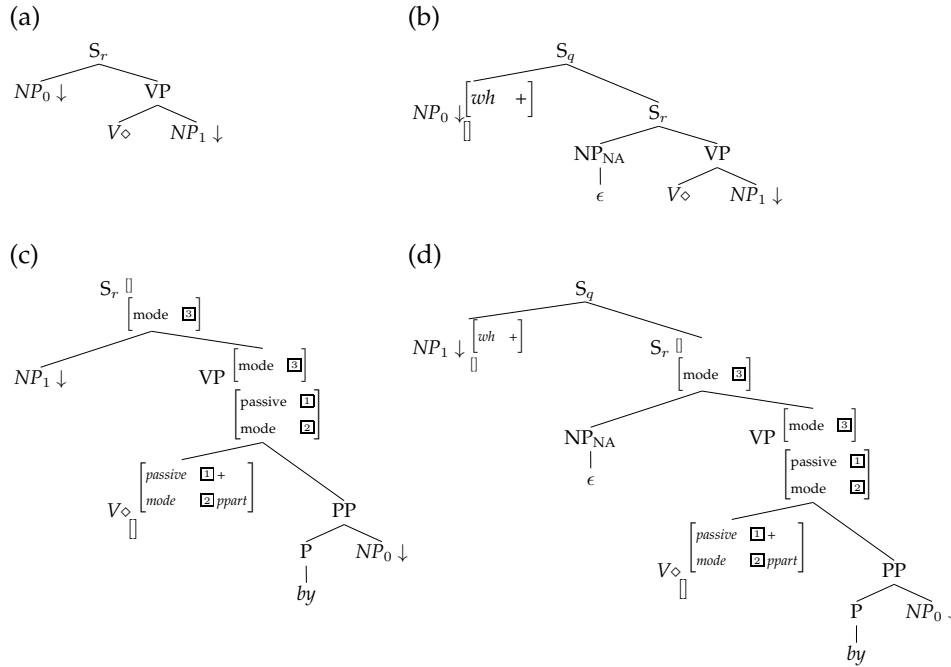 (a)
S_r
NP_0 ↓ VP
V◇ NP_1 ↓
(b)
S_q
NP_0 ↓ [wh +]
[]
S_r
NP_NA VP
ϵ V◇ NP_1 ↓
(c)
S_r []
[mode 3]
NP_1 ↓ VP [mode 3]
[passive 1
mode 2]
V◇ [passive 1 +
mode 2 ppart]
[]
PP
P NP_0 ↓
by
(d)
S_q
NP_1 ↓ [wh +]
[]
S_r []
[mode 3]
NP_NA VP [mode 3]
ϵ [passive 1
mode 2]
V◇ [passive 1 +
mode 2 ppart]
[]
PP
P NP_0 ↓
by